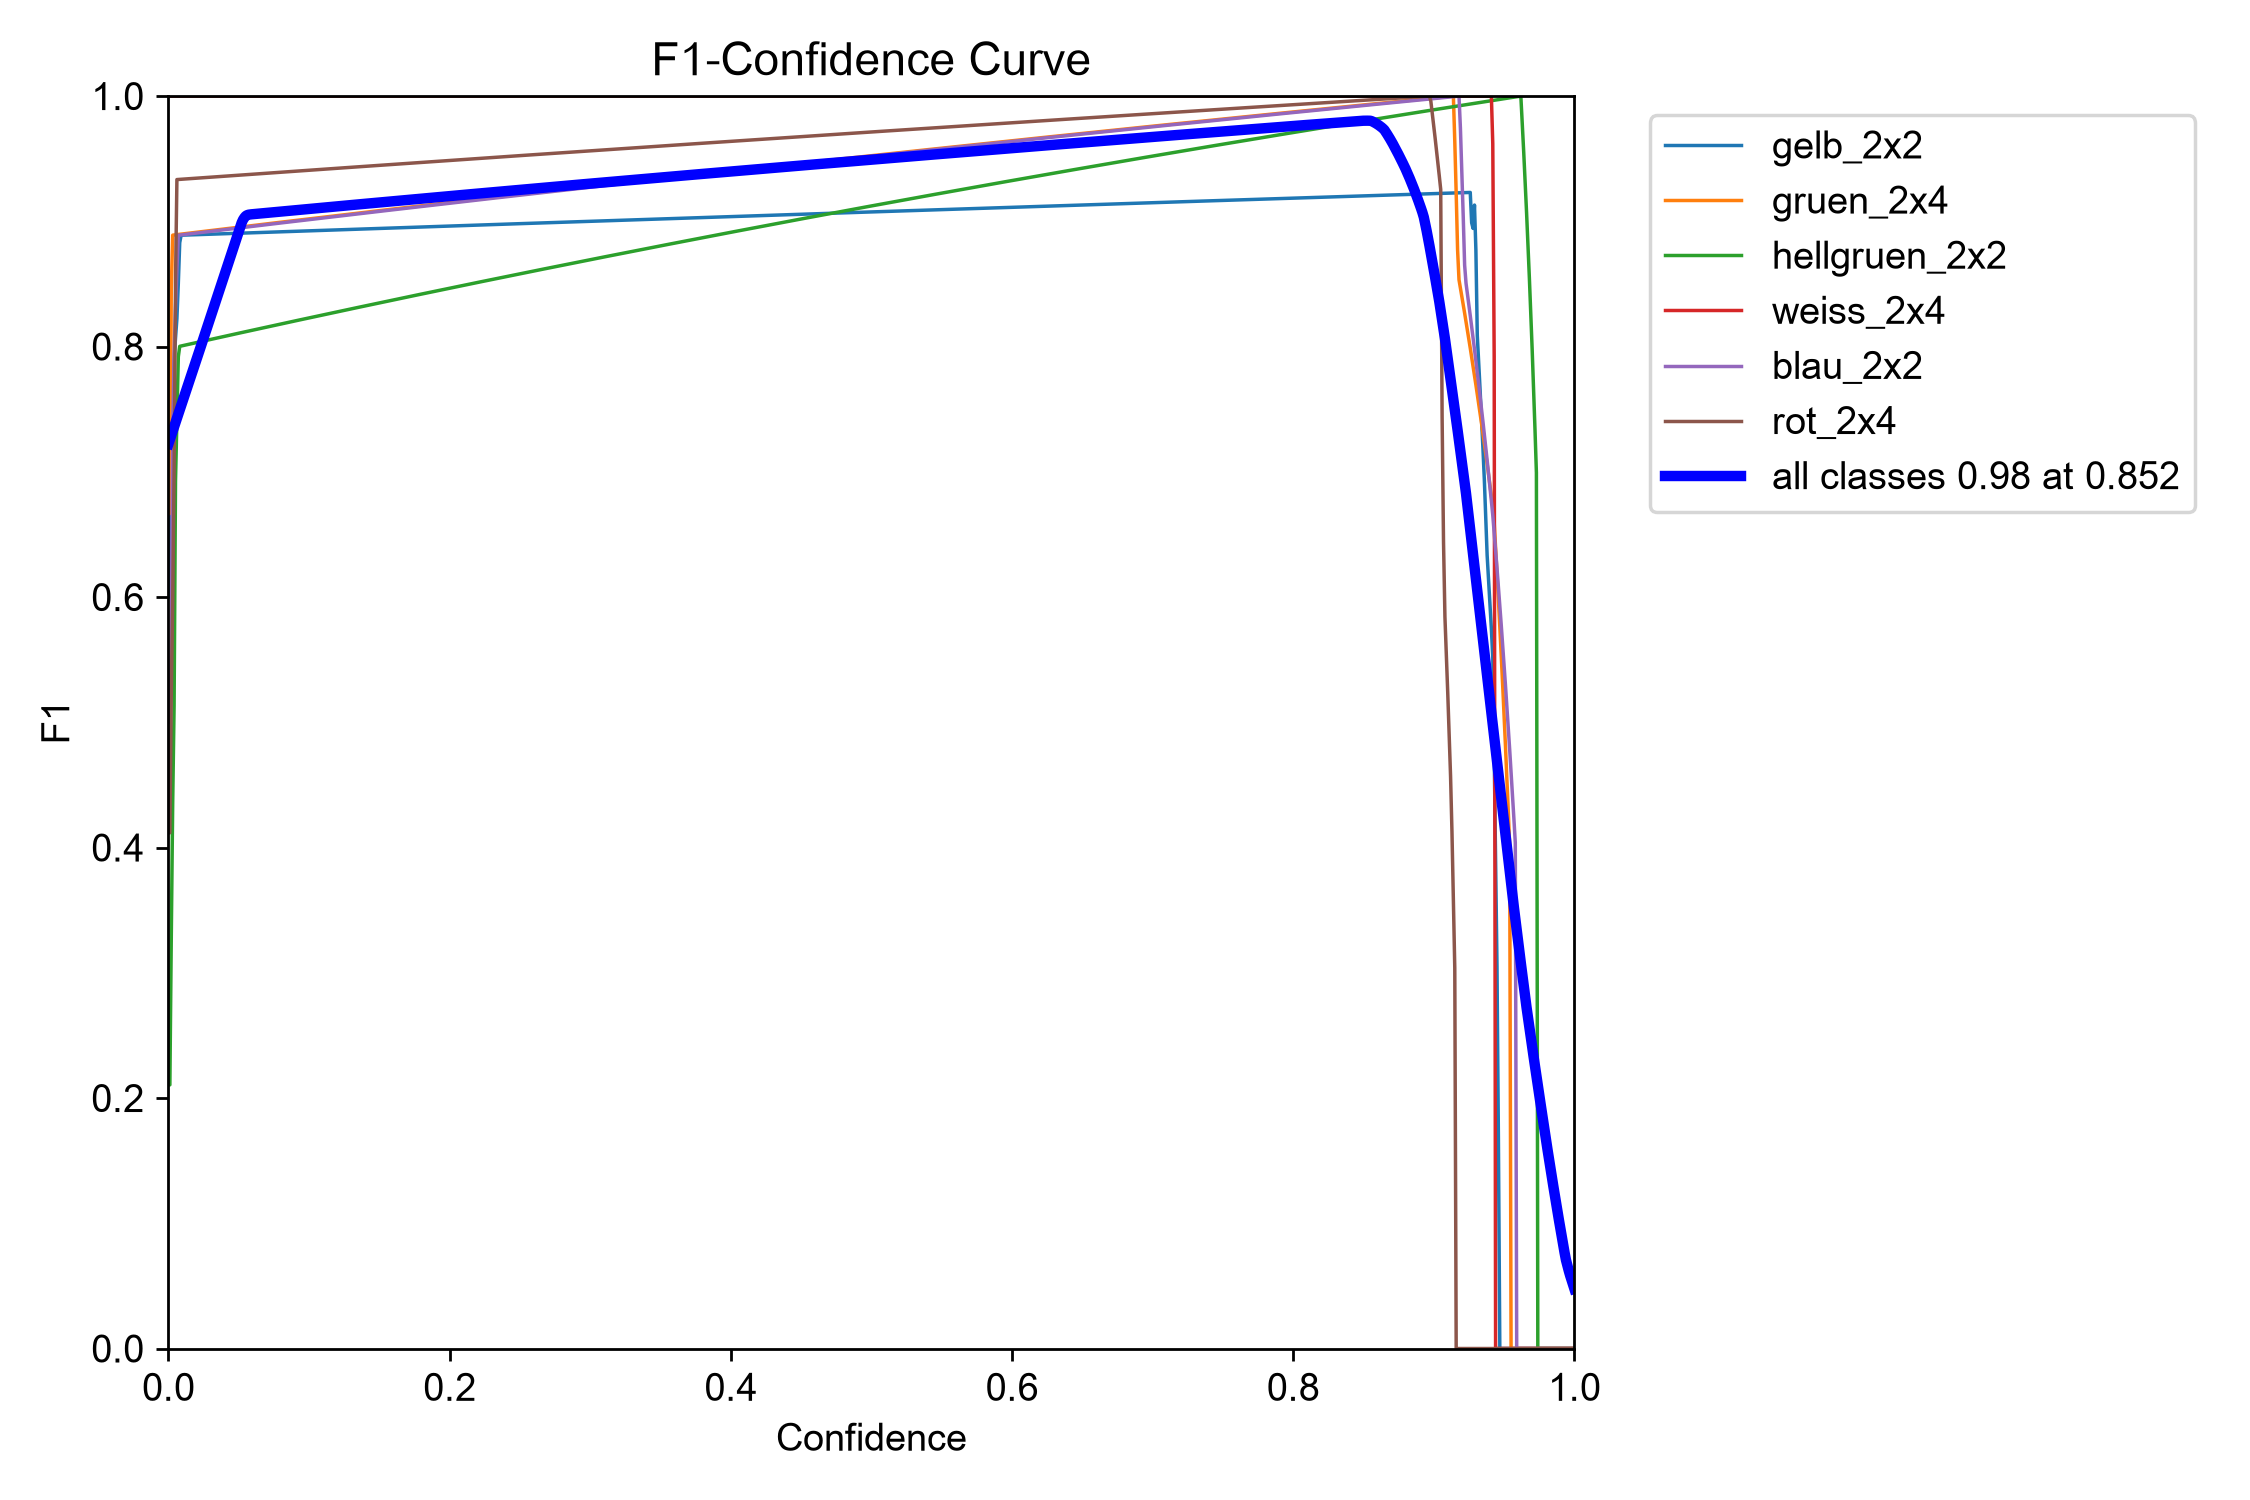 F1-Confidence Curve
1.0
0.8
0.6
0.4
0.2
0.0
F1
0.0 0.2 0.4 0.6 0.8 1.0
Confidence
gelb_2x2
gruen_2x4
hellgruen_2x2
weiss_2x4
blau_2x2
rot_2x4
all classes 0.98 at 0.852